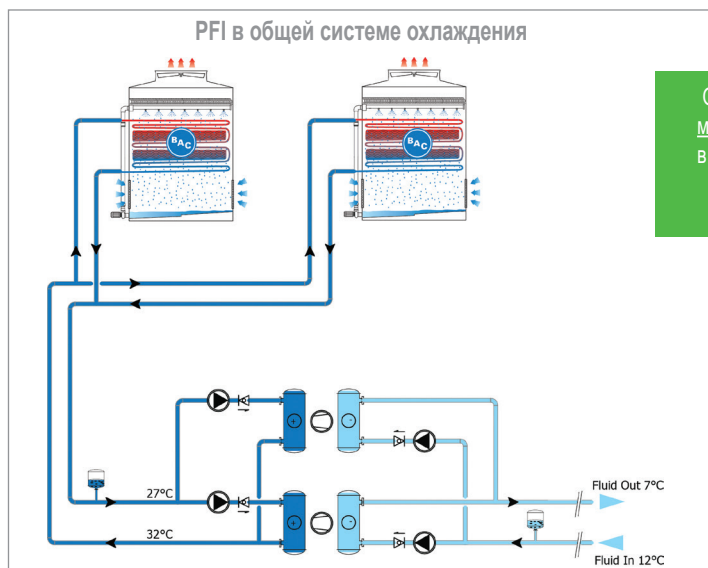 PFI в общей системе охлаждения
BAC
BAC
27°C
32°C
Fluid Out 7°C
Fluid In 12°C